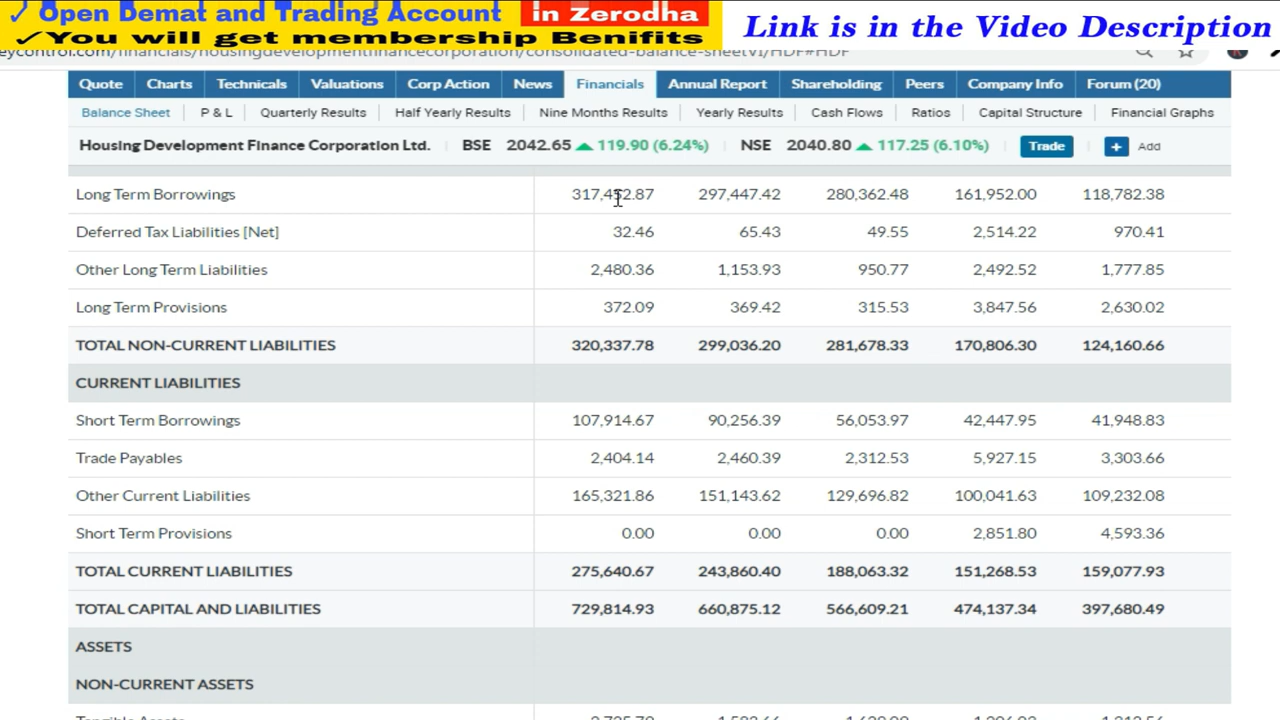 ✓ Open Demat and Trading Account in Zerodha
✓You will get membership Benifits
Link is in the Video Description
eycontrol.com/financials/housingdevelopmentfinancecorporation/consolidated-balance-sheetVI/HDF#HDF
Quote Charts Technicals Valuations Corp Action News Financials Annual Report Shareholding Peers Company Info Forum (20)
Balance Sheet P & L Quarterly Results Half Yearly Results Nine Months Results Yearly Results Cash Flows Ratios Capital Structure Financial Graphs
Housing Development Finance Corporation Ltd. BSE 2042.65 ▲ 119.90 (6.24%) NSE 2040.80 ▲ 117.25 (6.10%) Trade + Add
Long Term Borrowings 317,452.87 297,447.42 280,362.48 161,952.00 118,782.38
Deferred Tax Liabilities [Net] 32.46 65.43 49.55 2,514.22 970.41
Other Long Term Liabilities 2,480.36 1,153.93 950.77 2,492.52 1,777.85
Long Term Provisions 372.09 369.42 315.53 3,847.56 2,630.02
TOTAL NON-CURRENT LIABILITIES 320,337.78 299,036.20 281,678.33 170,806.30 124,160.66
CURRENT LIABILITIES
Short Term Borrowings 107,914.67 90,256.39 56,053.97 42,447.95 41,948.83
Trade Payables 2,404.14 2,460.39 2,312.53 5,927.15 3,303.66
Other Current Liabilities 165,321.86 151,143.62 129,696.82 100,041.63 109,232.08
Short Term Provisions 0.00 0.00 0.00 2,851.80 4,593.36
TOTAL CURRENT LIABILITIES 275,640.67 243,860.40 188,063.32 151,268.53 159,077.93
TOTAL CAPITAL AND LIABILITIES 729,814.93 660,875.12 566,609.21 474,137.34 397,680.49
ASSETS
NON-CURRENT ASSETS
Tangible Assets